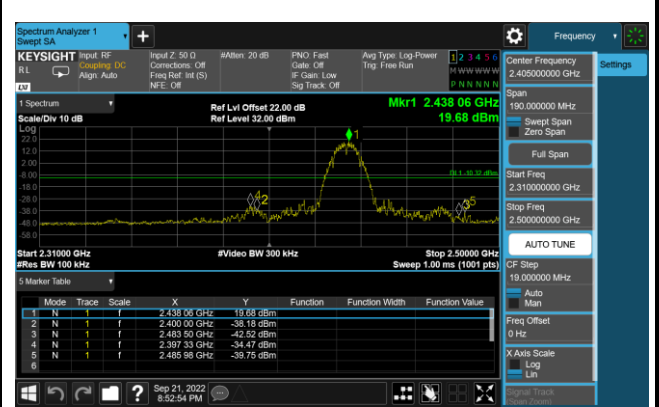 Spectrum Analyzer 1
Swept SA
Frequency
KEYSIGHT
RL
LXI
Input: RF
Coupling: DC
Align: Auto
Input Z: 50 Ω
Corrections: Off
Freq Ref: Int (S)
NFE: Off
#Atten: 20 dB
PNO: Fast
Gate: Off
IF Gain: Low
Sig Track: Off
Avg Type: Log-Power
Trig: Free Run
1 2 3 4 5 6
M W W W W W
P N N N N N
1 Spectrum
Scale/Div 10 dB
Ref Lvl Offset 22.00 dB
Ref Level 32.00 dBm
Mkr1 2.438 06 GHz
19.68 dBm
Log
22.0
12.0
2.00
-8.00
-18.0
-28.0
-38.0
-48.0
-58.0
1
DL1 -10.32 dBm
4
2
3
5
Start 2.31000 GHz
#Res BW 100 kHz
#Video BW 300 kHz
Stop 2.50000 GHz
Sweep 1.00 ms (1001 pts)
5 Marker Table
Mode Trace Scale X Y Function Function Width Function Value
1 N 1 f 2.438 06 GHz 19.68 dBm
2 N 1 f 2.400 00 GHz -38.18 dBm
3 N 1 f 2.483 50 GHz -42.52 dBm
4 N 1 f 2.397 33 GHz -34.47 dBm
5 N 1 f 2.485 98 GHz -39.75 dBm
6
Sep 21, 2022
8:52:54 PM
Center Frequency
2.405000000 GHz
Settings
Span
190.000000 MHz
Swept Span
Zero Span
Full Span
Start Freq
2.310000000 GHz
Stop Freq
2.500000000 GHz
AUTO TUNE
CF Step
19.000000 MHz
Auto
Man
Freq Offset
0 Hz
X Axis Scale
Log
Lin
Signal Track
(Span Zoom)